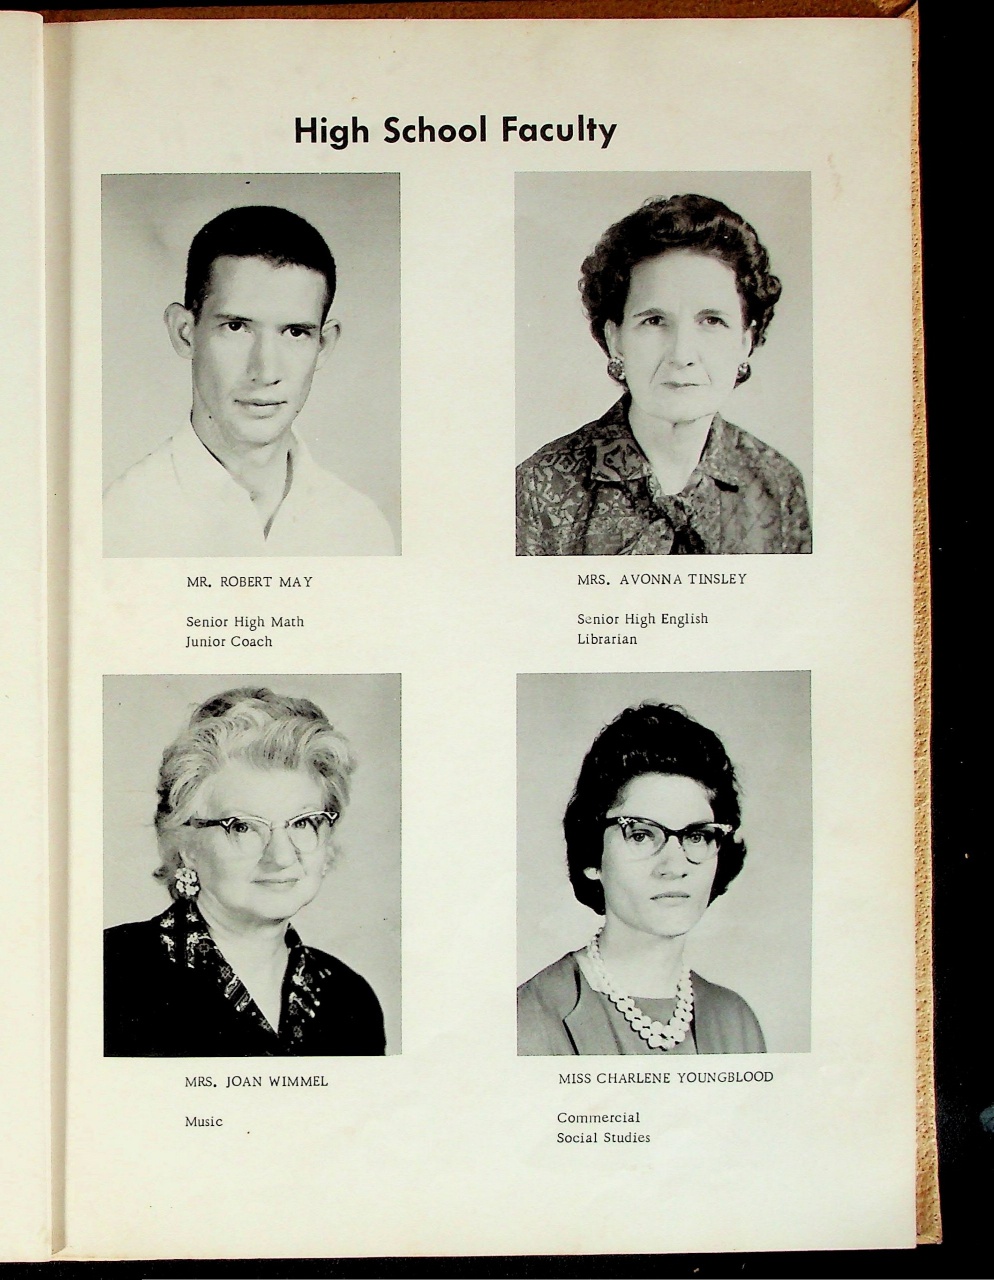 High School Faculty
MR. ROBERT MAY
Senior High Math
Junior Coach
MRS. AVONNA TINSLEY
Senior High English
Librarian
MRS. JOAN WIMMEL
Music
MISS CHARLENE YOUNGBLOOD
Commercial
Social Studies